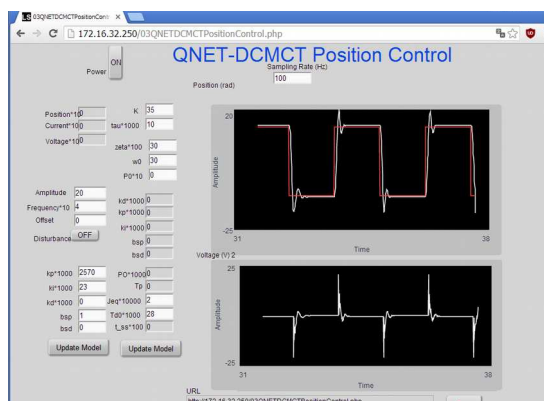 03QNETDCMCTPositionCont
172.16.32.250/03QNETDCMCTPositionControl.php
QNET-DCMCT Position Control
Power ON
Sampling Rate (Hz)
100
Position (rad)
Position*10 0
Current*100 0
Voltage*10 0
K 35
tau*1000 10
zeta*100 30
w0 30
P0*10 0
Amplitude 20
Frequency*10 4
Offset 0
Disturbance OFF
kd*1000 0
kp*1000 0
ki*1000 0
bsp 0
bsd 0
kp*1000 2570
ki*1000 23
kd*1000 0
bsp 1
bsd 0
Update Model
PO*1000 0
Tp 0
Jeq*10000 2
Td0*1000 28
t_ss*100 0
Update Model
20
Amplitude
-25
31
38
Time
Voltage (V) 2
25
Amplitude
-25
31
38
Time
URL